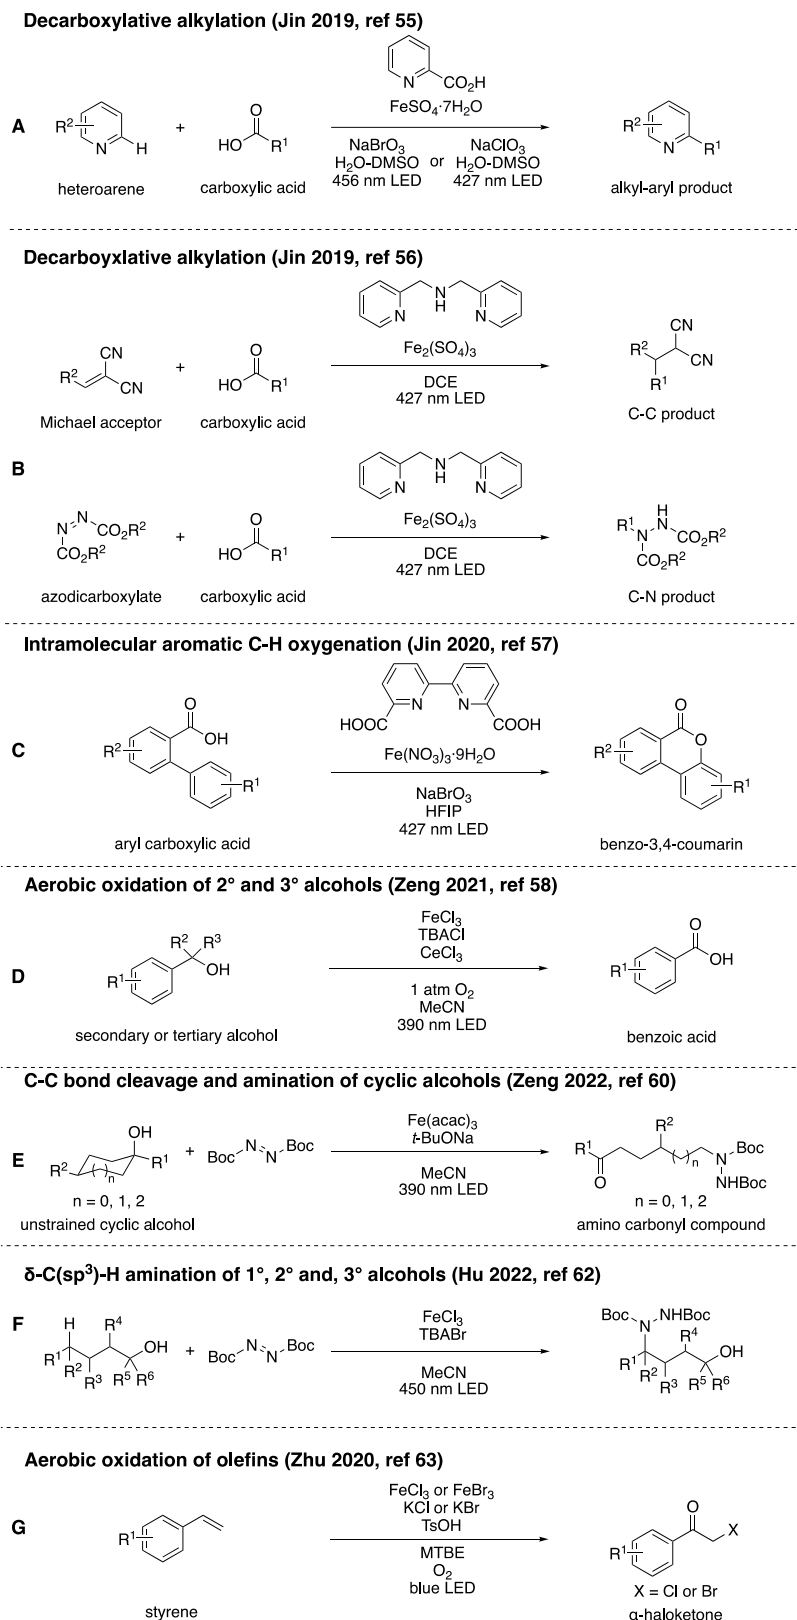 Decarboxylative alkylation (Jin 2019, ref 55)
N
CO₂H
FeSO₄·7H₂O
A
R²
N
H
+
O
HO
R¹
NaBrO₃
H₂O-DMSO
456 nm LED
or
NaClO₃
H₂O-DMSO
427 nm LED
R²
N
R¹
heteroarene
carboxylic acid
alkyl-aryl product
Decarboyxlative alkylation (Jin 2019, ref 56)
N
N
H
N
Fe₂(SO₄)₃
R²
CN
CN
+
O
HO
R¹
DCE
427 nm LED
CN
R²
CN
R¹
Michael acceptor
carboxylic acid
C-C product
B
N
N
H
N
Fe₂(SO₄)₃
N
N
CO₂R²
CO₂R²
+
O
HO
R¹
DCE
427 nm LED
R¹
N
H
N
CO₂R²
CO₂R²
azodicarboxylate
carboxylic acid
C-N product
Intramolecular aromatic C-H oxygenation (Jin 2020, ref 57)
N
N
HOOC
COOH
Fe(NO₃)₃·9H₂O
C
R²
O
OH
R¹
NaBrO₃
HFIP
427 nm LED
R²
O
O
R¹
aryl carboxylic acid
benzo-3,4-coumarin
Aerobic oxidation of 2° and 3° alcohols (Zeng 2021, ref 58)
FeCl₃
TBACl
CeCl₃
D
R¹
R²
R³
OH
1 atm O₂
MeCN
390 nm LED
R¹
O
OH
secondary or tertiary alcohol
benzoic acid
C-C bond cleavage and amination of cyclic alcohols (Zeng 2022, ref 60)
Fe(acac)₃
t-BuONa
E
OH
R²
R¹
( )n
+
Boc
N
N
Boc
MeCN
390 nm LED
R¹
O
R²
( )n
N
Boc
NHBoc
n = 0, 1, 2
n = 0, 1, 2
unstrained cyclic alcohol
amino carbonyl compound
δ-C(sp³)-H amination of 1°, 2° and, 3° alcohols (Hu 2022, ref 62)
FeCl₃
TBABr
F
H
R⁴
OH
R¹
R²
R³
R⁵
R⁶
+
Boc
N
N
Boc
MeCN
450 nm LED
Boc
N
NHBoc
R⁴
OH
R¹
R²
R³
R⁵
R⁶
Aerobic oxidation of olefins (Zhu 2020, ref 63)
FeCl₃ or FeBr₃
KCl or KBr
TsOH
G
R¹
MTBE
O₂
blue LED
R¹
O
X
X = Cl or Br
styrene
α-haloketone